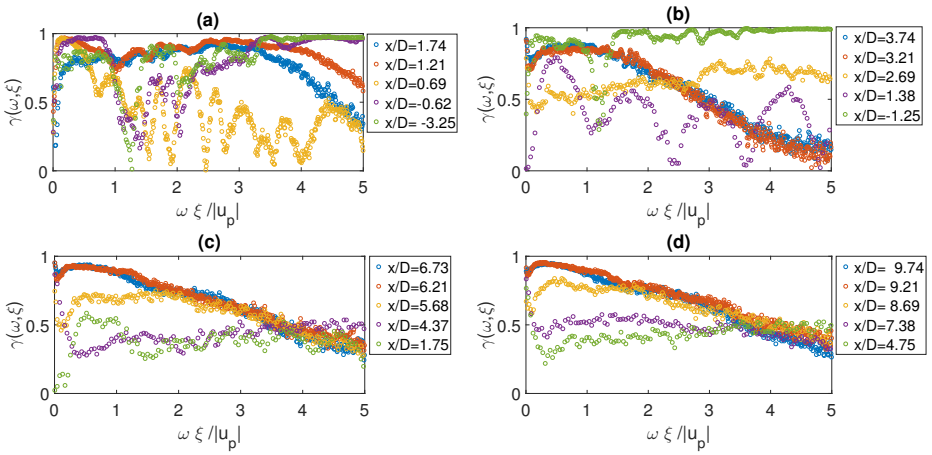 (a)
γ(ω,ξ)
1
0.5
0
0 1 2 3 4 5
ω ξ /|u_p|
x/D=1.74
x/D=1.21
x/D=0.69
x/D=-0.62
x/D= -3.25
(b)
γ(ω,ξ)
1
0.5
0
0 1 2 3 4 5
ω ξ /|u_p|
x/D=3.74
x/D=3.21
x/D=2.69
x/D=1.38
x/D=-1.25
(c)
γ(ω,ξ)
1
0.5
0
0 1 2 3 4 5
ω ξ /|u_p|
x/D=6.73
x/D=6.21
x/D=5.68
x/D=4.37
x/D=1.75
(d)
γ(ω,ξ)
1
0.5
0
0 1 2 3 4 5
ω ξ /|u_p|
x/D= 9.74
x/D= 9.21
x/D= 8.69
x/D=7.38
x/D=4.75